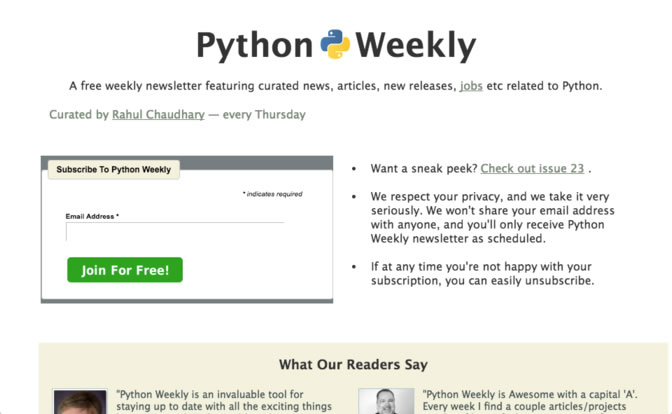 Python Weekly
A free weekly newsletter featuring curated news, articles, new releases, jobs etc related to Python.
Curated by Rahul Chaudhary — every Thursday
Subscribe To Python Weekly
* indicates required
Email Address *
Join For Free!
• Want a sneak peek? Check out issue 23 .
• We respect your privacy, and we take it very
seriously. We won't share your email address
with anyone, and you'll only receive Python
Weekly newsletter as scheduled.
• If at any time you're not happy with your
subscription, you can easily unsubscribe.
What Our Readers Say
"Python Weekly is an invaluable tool for
staying up to date with all the exciting things
"Python Weekly is Awesome with a capital 'A'.
Every week I find a couple articles/projects